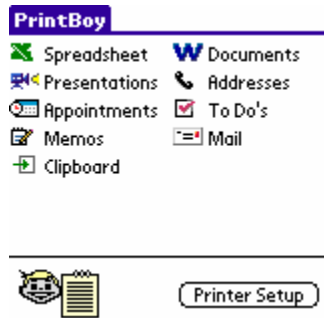 PrintBoy
Spreadsheet Documents
Presentations Addresses
Appointments To Do's
Memos Mail
Clipboard
Printer Setup